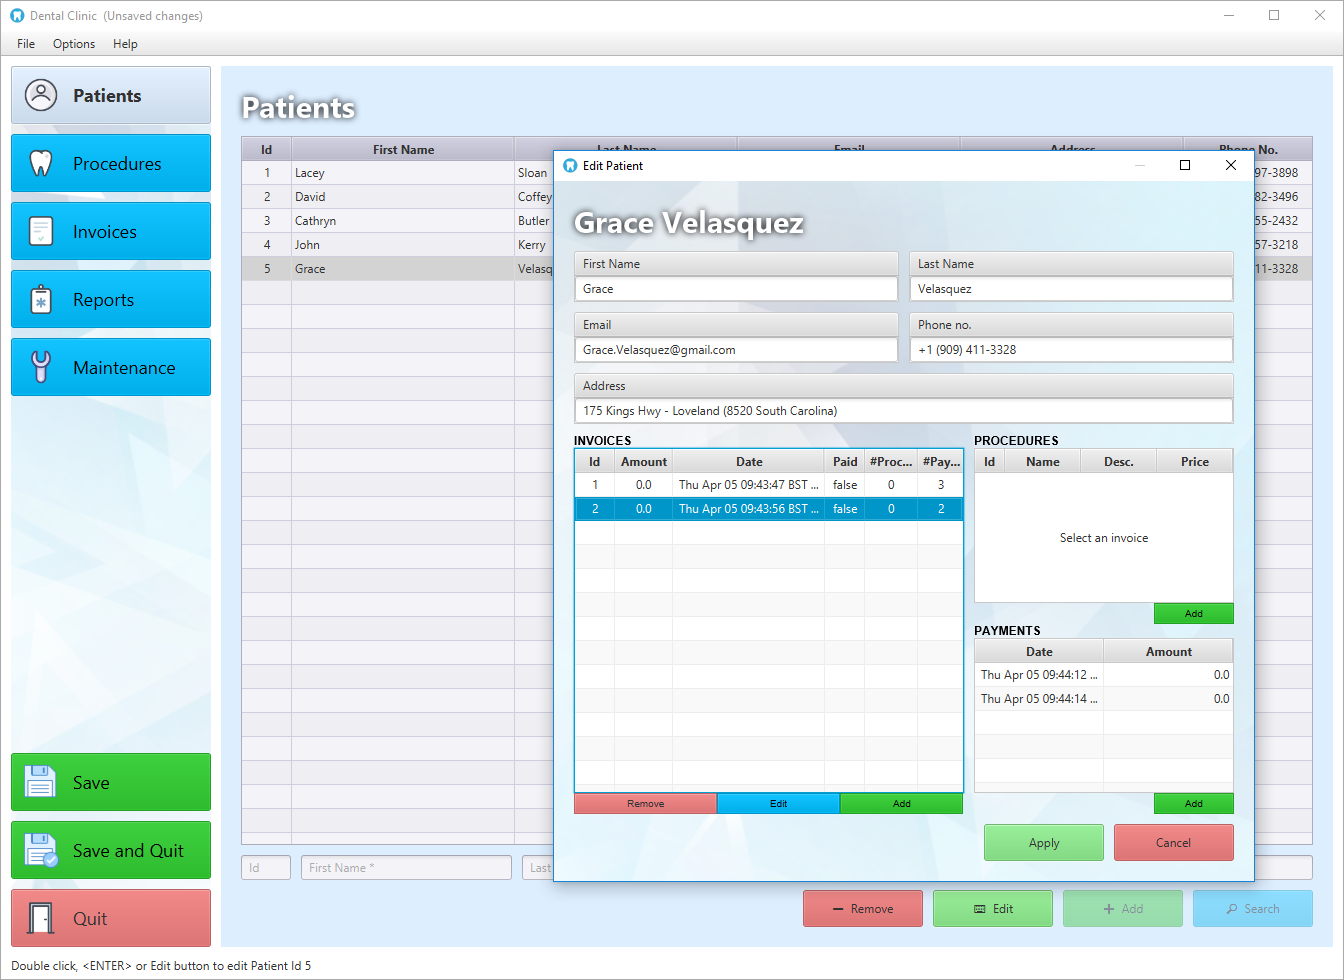 Dental Clinic  (Unsaved changes)
File Options Help
Patients
Procedures
Invoices
Reports
Maintenance
Save
Save and Quit
Quit
Patients
Id First Name Last Name Email Address Phone No.
1 Lacey Sloan 97-3898
2 David Coffey 82-3496
3 Cathryn Butler 55-2432
4 John Kerry 57-3218
5 Grace Velasq 11-3328
Id First Name * Last
Remove Edit Add Search
Edit Patient
Grace Velasquez
First Name Last Name
Grace Velasquez
Email Phone no.
Grace.Velasquez@gmail.com +1 (909) 411-3328
Address
175 Kings Hwy - Loveland (8520 South Carolina)
INVOICES
Id Amount Date Paid #Proc... #Pay...
1 0.0 Thu Apr 05 09:43:47 BST ... false 0 3
2 0.0 Thu Apr 05 09:43:56 BST ... false 0 2
Remove Edit Add
PROCEDURES
Id Name Desc. Price
Select an invoice
Add
PAYMENTS
Date Amount
Thu Apr 05 09:44:12 ... 0.0
Thu Apr 05 09:44:14 ... 0.0
Add
Apply Cancel
Double click, <ENTER> or Edit button to edit Patient Id 5